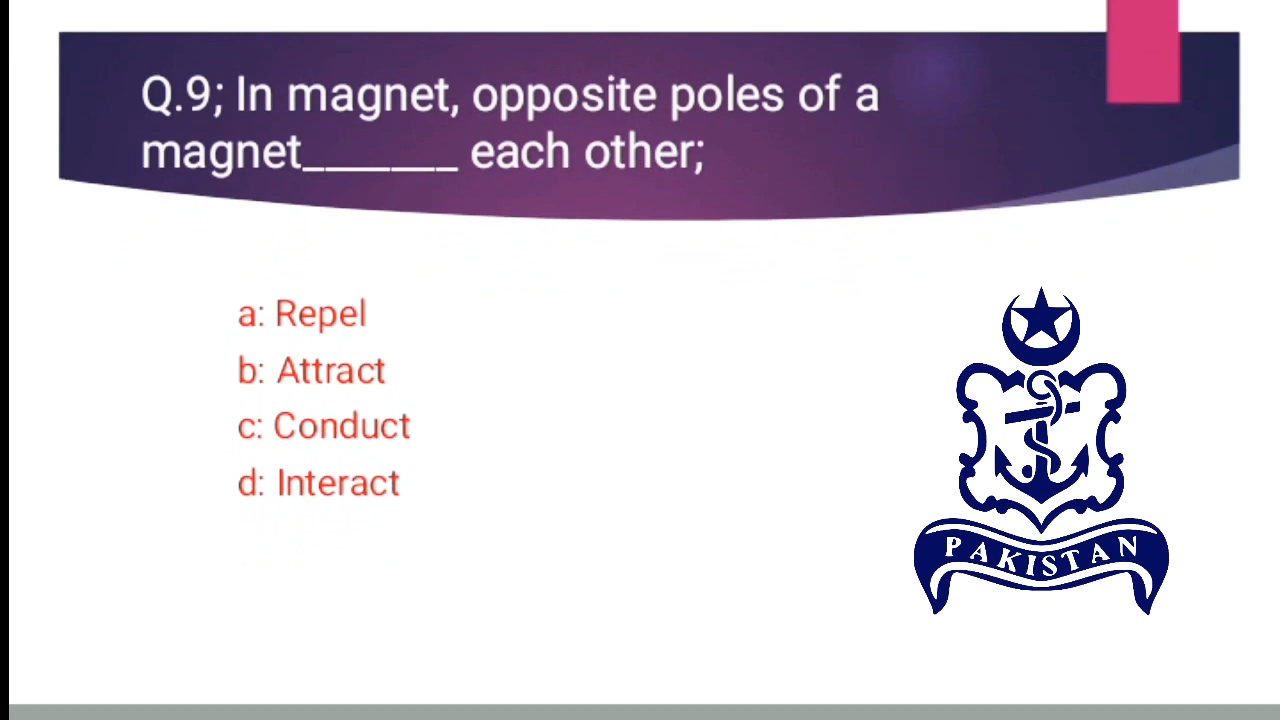 Q.9; In magnet, opposite poles of a
magnet_______ each other;
a: Repel
b: Attract
c: Conduct
d: Interact
PAKISTAN